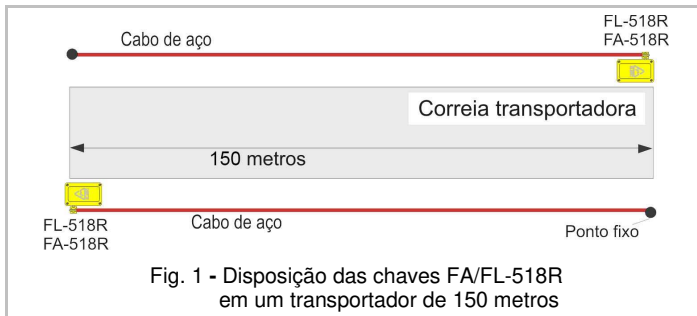 FL-518R
FA-518R
Cabo de aço
Correia transportadora
150 metros
FL-518R
FA-518R
Cabo de aço
Ponto fixo
Fig. 1 - Disposição das chaves FA/FL-518R
em um transportador de 150 metros